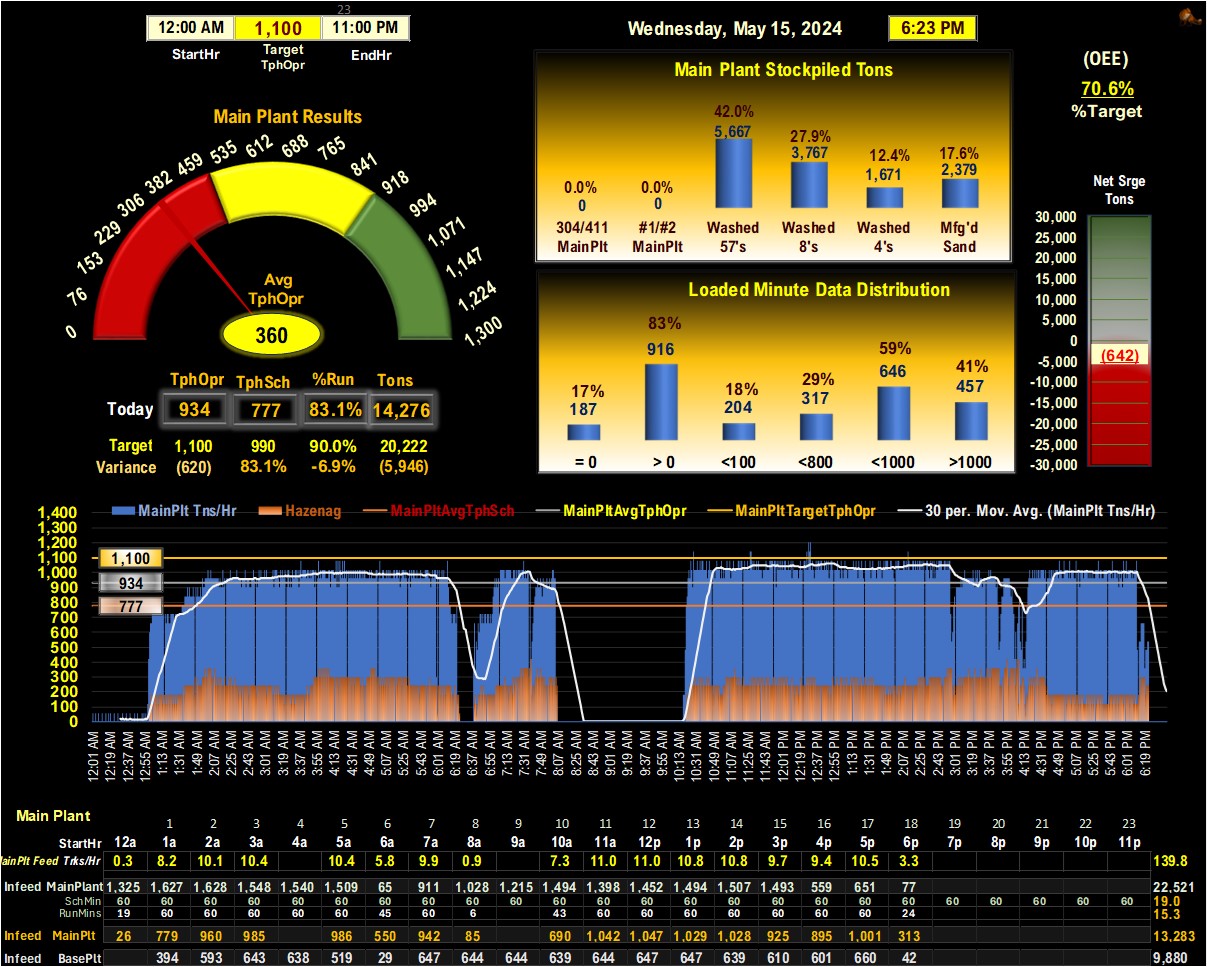 23
12:00 AM 1,100 11:00 PM
StartHr Target TphOpr EndHr
Wednesday, May 15, 2024 6:23 PM
(OEE)
70.6%
%Target
Main Plant Results
0 76 153 229 306 382 459 535 612 688 765 841 918 994 1,071 1,147 1,224 1,300
Avg
TphOpr
360
TphOpr TphSch %Run Tons
Today 934 777 83.1% 14,276
Target 1,100 990 90.0% 20,222
Variance (620) 83.1% -6.9% (5,946)
Main Plant Stockpiled Tons
0.0% 0.0% 42.0% 27.9% 12.4% 17.6%
0 0 5,667 3,767 1,671 2,379
304/411 #1/#2 Washed Washed Washed Mfg'd
MainPlt MainPlt 57's 8's 4's Sand
Loaded Minute Data Distribution
17% 83% 18% 29% 59% 41%
187 916 204 317 646 457
= 0 > 0 <100 <800 <1000 >1000
Net Srge
Tons
30,000
25,000
20,000
15,000
10,000
5,000
0
-5,000
-10,000
-15,000
-20,000
-25,000
-30,000
(642)
MainPlt Tns/Hr Hazenag MainPltAvgTphSch MainPltAvgTphOpr MainPltTargetTphOpr 30 per. Mov. Avg. (MainPlt Tns/Hr)
1,400
1,300
1,200
1,100
1,000
900
800
700
600
500
400
300
200
100
0
1,100
934
777
12:01 AM 12:19 AM 12:37 AM 12:55 AM 1:13 AM 1:31 AM 1:49 AM 2:07 AM 2:25 AM 2:43 AM 3:01 AM 3:19 AM 3:37 AM 3:55 AM 4:13 AM 4:31 AM 4:49 AM 5:07 AM 5:25 AM 5:43 AM 6:01 AM 6:19 AM 6:37 AM 6:55 AM 7:13 AM 7:31 AM 7:49 AM 8:07 AM 8:25 AM 8:43 AM 9:01 AM 9:19 AM 9:37 AM 9:55 AM 10:13 AM 10:31 AM 10:49 AM 11:07 AM 11:25 AM 11:43 AM 12:01 PM 12:19 PM 12:37 PM 12:55 PM 1:13 PM 1:31 PM 1:49 PM 2:07 PM 2:25 PM 2:43 PM 3:01 PM 3:19 PM 3:37 PM 3:55 PM 4:13 PM 4:31 PM 4:49 PM 5:07 PM 5:25 PM 5:43 PM 6:01 PM 6:19 PM
Main Plant
1 2 3 4 5 6 7 8 9 10 11 12 13 14 15 16 17 18 19 20 21 22 23
StartHr 12a 1a 2a 3a 4a 5a 6a 7a 8a 9a 10a 11a 12p 1p 2p 3p 4p 5p 6p 7p 8p 9p 10p 11p
MainPlt Feed Trks/Hr 0.3 8.2 10.1 10.4 10.4 5.8 9.9 0.9 7.3 11.0 11.0 10.8 10.8 9.7 9.4 10.5 3.3 139.8
Infeed MainPlant 1,325 1,627 1,628 1,548 1,540 1,509 65 911 1,028 1,215 1,494 1,398 1,452 1,494 1,507 1,493 559 651 77 22,521
SchMin 60 60 60 60 60 60 60 60 60 60 60 60 60 60 60 60 60 60 60 60 60 60 60 60 19.0
RunMins 19 60 60 60 60 45 60 6 43 60 60 60 60 60 60 60 24 15.3
Infeed MainPlt 26 779 960 985 986 550 942 85 690 1,042 1,047 1,029 1,028 925 895 1,001 313 13,283
Infeed BasePlt 394 593 643 638 519 29 647 644 644 639 644 647 647 639 610 601 660 42 9,880